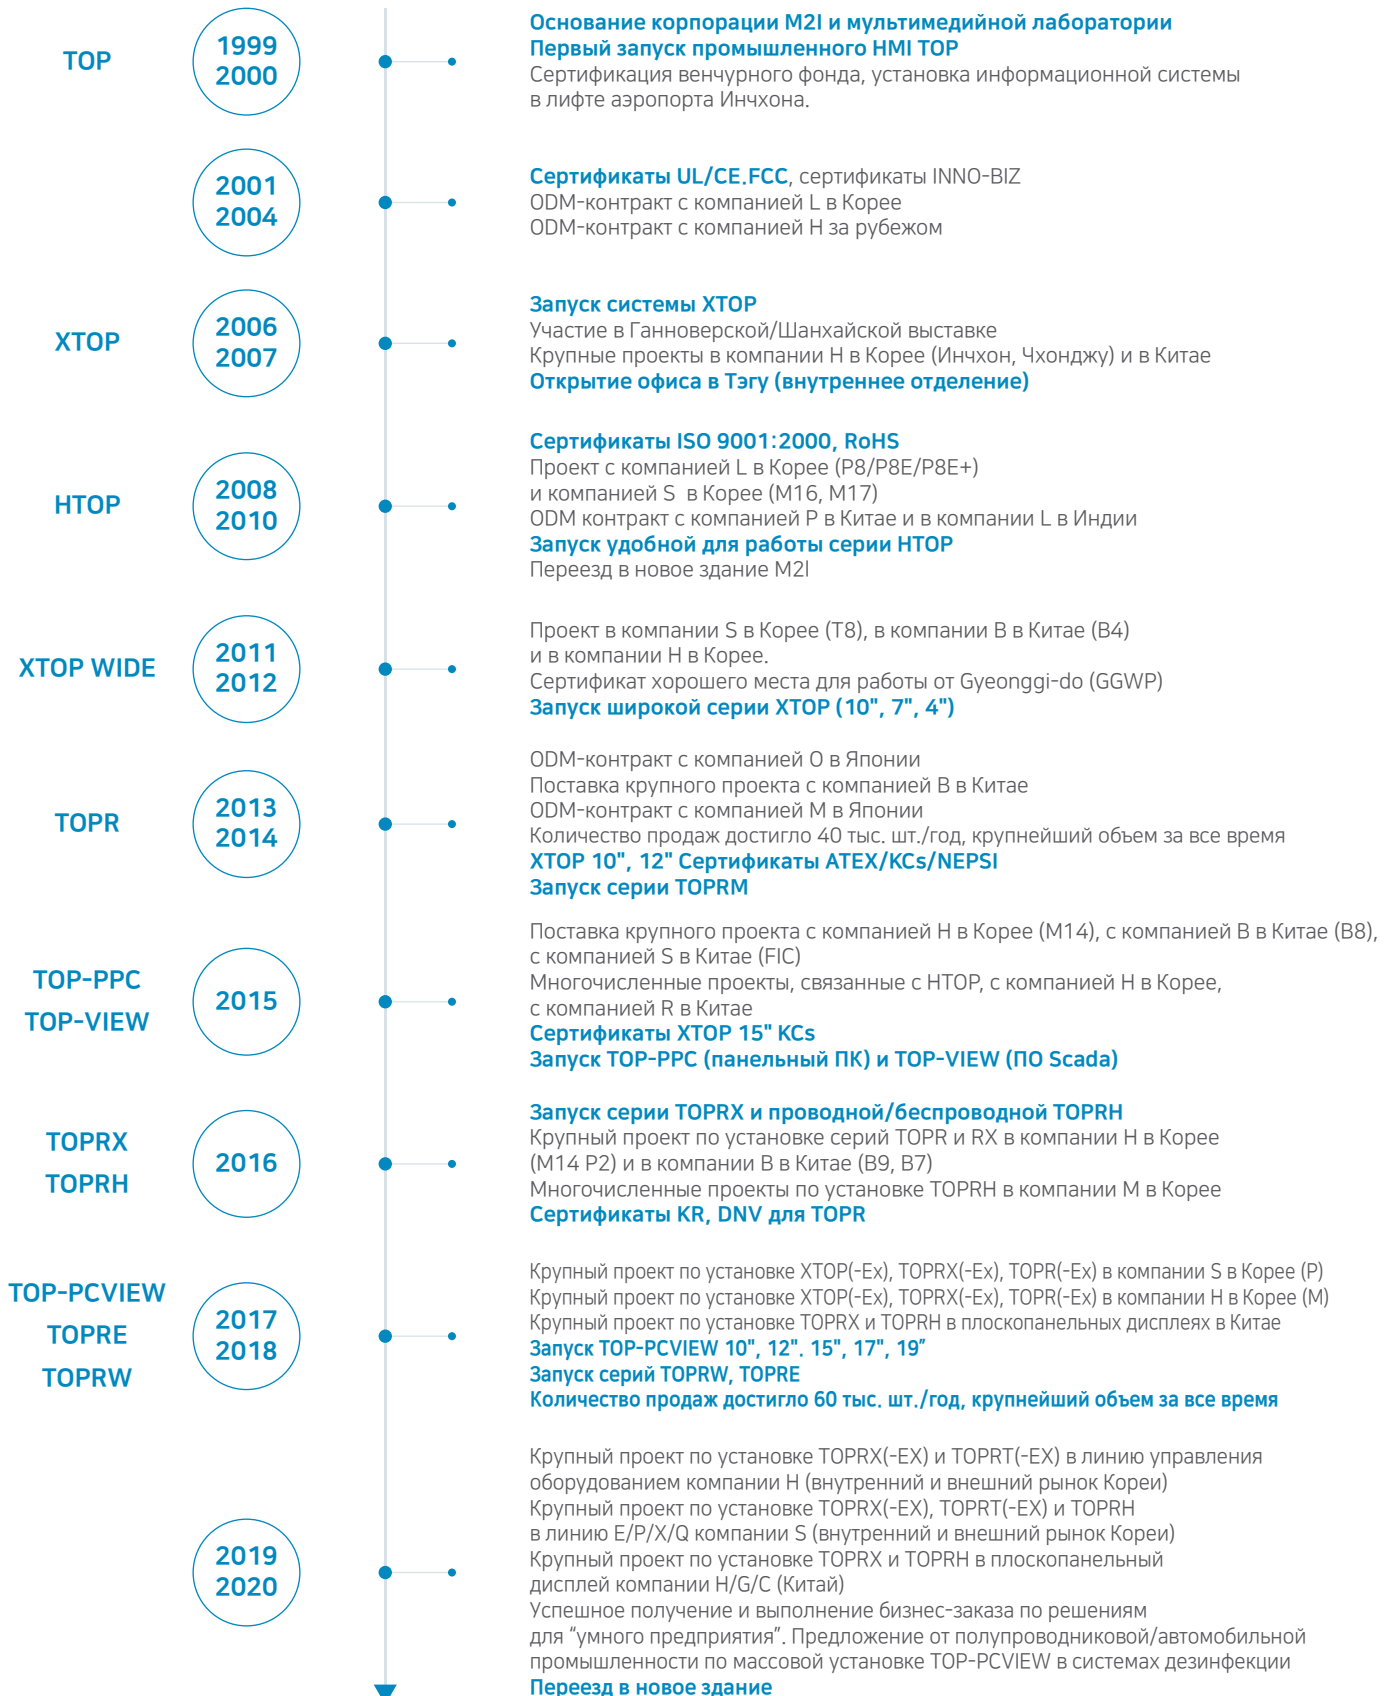 TOP
1999
2000
Основание корпорации M2I и мультимедийной лаборатории
Первый запуск промышленного HMI TOP
Сертификация венчурного фонда, установка информационной системы
в лифте аэропорта Инчхона.
2001
2004
Сертификаты UL/CE.FCC, сертификаты INNO-BIZ
ODM-контракт с компанией L в Корее
ODM-контракт с компанией H за рубежом
XTOP
2006
2007
Запуск системы XTOP
Участие в Ганноверской/Шанхайской выставке
Крупные проекты в компании H в Корее (Инчхон, Чхонджу) и в Китае
Открытие офиса в Тэгу (внутреннее отделение)
HTOP
2008
2010
Сертификаты ISO 9001:2000, RoHS
Проект с компанией L в Корее (P8/P8E/P8E+)
и компанией S в Корее (M16, M17)
ODM контракт с компанией P в Китае и в компании L в Индии
Запуск удобной для работы серии HTOP
Переезд в новое здание M2I
XTOP WIDE
2011
2012
Проект в компании S в Корее (T8), в компании B в Китае (B4)
и в компании H в Корее.
Сертификат хорошего места для работы от Gyeonggi-do (GGWP)
Запуск широкой серии XTOP (10", 7", 4")
TOPR
2013
2014
ODM-контракт с компанией O в Японии
Поставка крупного проекта с компанией B в Китае
ODM-контракт с компанией M в Японии
Количество продаж достигло 40 тыс. шт./год, крупнейший объем за все время
XTOP 10", 12" Сертификаты ATEX/KCs/NEPSI
Запуск серии TOPRM
TOP-PPC
TOP-VIEW
2015
Поставка крупного проекта с компанией H в Корее (M14), с компанией B в Китае (B8),
с компанией S в Китае (FIC)
Многочисленные проекты, связанные с HTOP, с компанией H в Корее,
с компанией R в Китае
Сертификаты XTOP 15" KCs
Запуск TOP-PPC (панельный ПК) и TOP-VIEW (ПО Scada)
TOPRX
TOPRH
2016
Запуск серии TOPRX и проводной/беспроводной TOPRH
Крупный проект по установке серий TOPR и RX в компании H в Корее
(M14 P2) и в компании B в Китае (B9, B7)
Многочисленные проекты по установке TOPRH в компании M в Корее
Сертификаты KR, DNV для TOPR
TOP-PCVIEW
TOPRE
TOPRW
2017
2018
Крупный проект по установке XTOP(-Ex), TOPRX(-Ex), TOPR(-Ex) в компании S в Корее (P)
Крупный проект по установке XTOP(-Ex), TOPRX(-Ex), TOPR(-Ex) в компании H в Корее (M)
Крупный проект по установке TOPRX и TOPRH в плоскопанельных дисплеях в Китае
Запуск TOP-PCVIEW 10", 12". 15", 17", 19”
Запуск серий TOPRW, TOPRE
Количество продаж достигло 60 тыс. шт./год, крупнейший объем за все время
2019
2020
Крупный проект по установке TOPRX(-EX) и TOPRT(-EX) в линию управления
оборудованием компании H (внутренний и внешний рынок Кореи)
Крупный проект по установке TOPRX(-EX), TOPRT(-EX) и TOPRH
в линию E/P/X/Q компании S (внутренний и внешний рынок Кореи)
Крупный проект по установке TOPRX и TOPRH в плоскопанельный
дисплей компании H/G/C (Китай)
Успешное получение и выполнение бизнес-заказа по решениям
для “умного предприятия”. Предложение от полупроводниковой/автомобильной
промышленности по массовой установке TOP-PCVIEW в системах дезинфекции
Переезд в новое здание